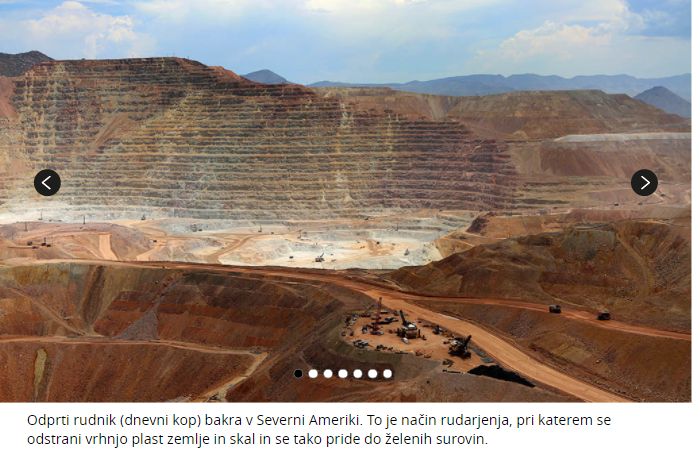 Odprti rudnik (dnevni kop) bakra v Severni Ameriki. To je način rudarjenja, pri katerem se
odstrani vrhnjo plast zemlje in skal in se tako pride do želenih surovin.